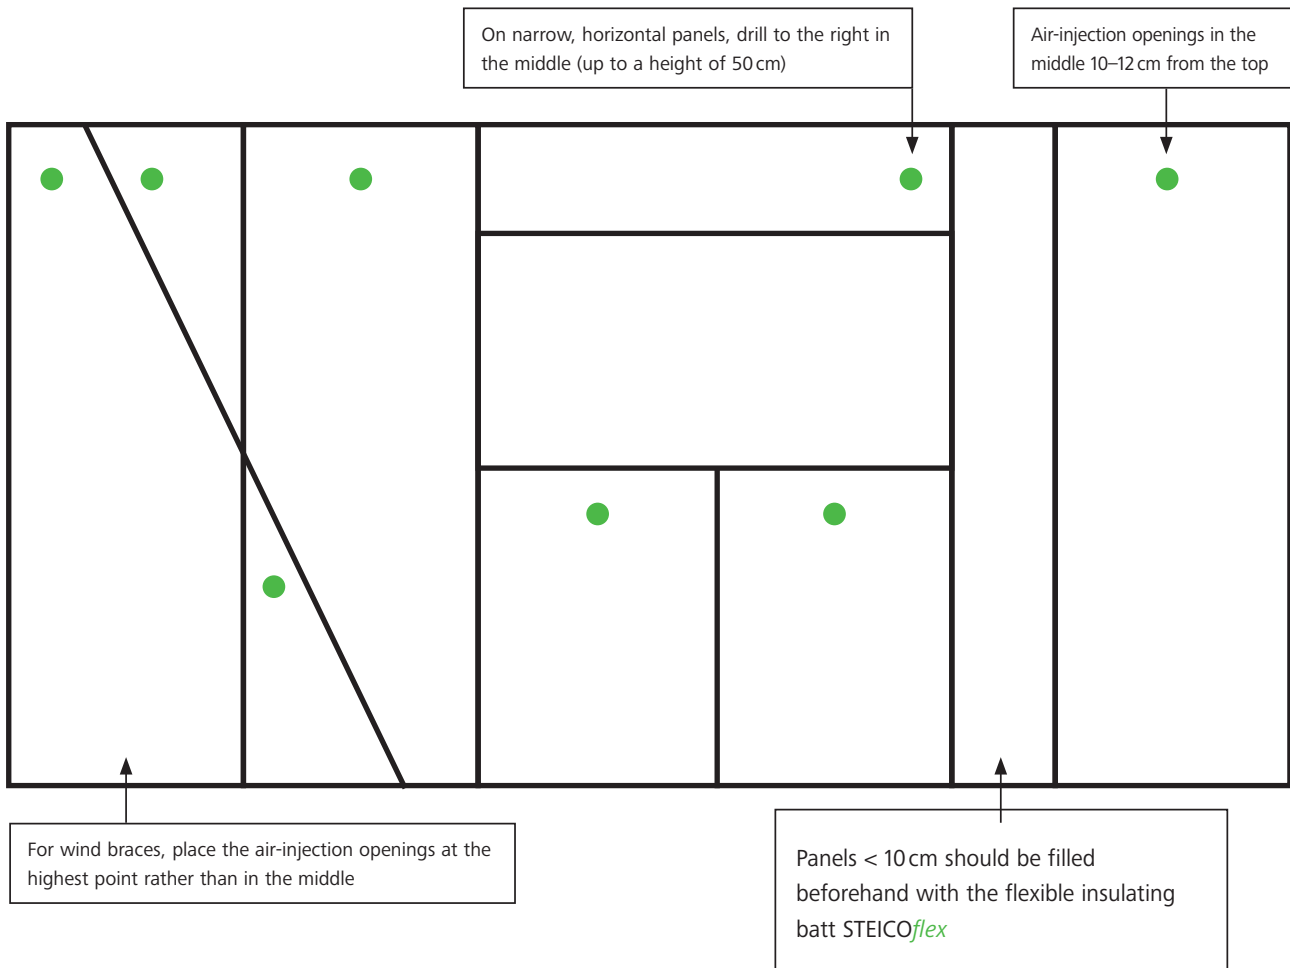 On narrow, horizontal panels, drill to the right in
the middle (up to a height of 50 cm)
Air-injection openings in the
middle 10–12 cm from the top
For wind braces, place the air-injection openings at the
highest point rather than in the middle
Panels < 10 cm should be filled
beforehand with the flexible insulating
batt STEICOflex